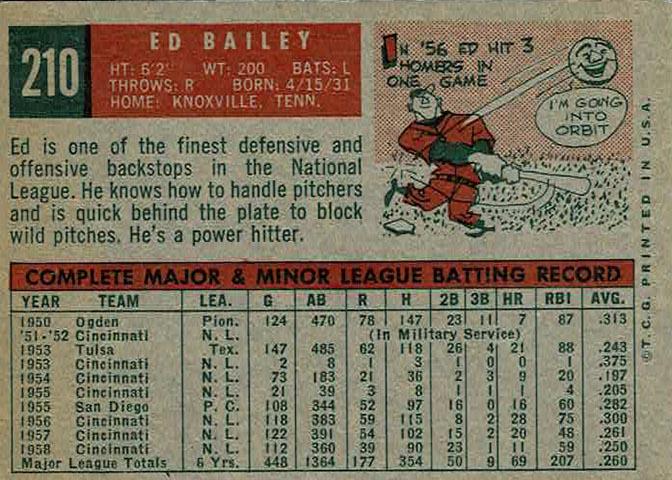 210
ED BAILEY
HT: 6'2" WT: 200 BATS: L
THROWS: R BORN: 4/15/31
HOME: KNOXVILLE, TENN.
IN '56 ED HIT 3
HOMERS IN
ONE GAME
I'M GOING
INTO
ORBIT
Ed is one of the finest defensive and
offensive backstops in the National
League. He knows how to handle pitchers
and is quick behind the plate to block
wild pitches. He's a power hitter.
COMPLETE MAJOR & MINOR LEAGUE BATTING RECORD
YEAR TEAM LEA. G AB R H 2B 3B HR RBI AVG.
1950 Ogden Pion. 124 470 78 147 23 11 7 87 .313
'51-'52 Cincinnati N. L. (In Military Service)
1953 Tulsa Tex. 147 485 62 118 26 4 21 88 .243
1953 Cincinnati N. L. 2 8 1 3 1 0 0 1 .375
1954 Cincinnati N. L. 73 183 21 36 2 3 9 20 .197
1955 Cincinnati N. L. 21 39 3 8 1 1 1 4 .205
1955 San Diego P. C. 108 344 52 97 16 0 16 60 .282
1956 Cincinnati N. L. 118 383 59 115 8 2 28 75 .300
1957 Cincinnati N. L. 122 391 54 102 15 2 20 48 .261
1958 Cincinnati N. L. 112 360 39 90 23 1 11 59 .250
Major League Totals 6 Yrs. 448 1364 177 354 50 9 69 207 .260
©T.C.G. PRINTED IN U.S.A.